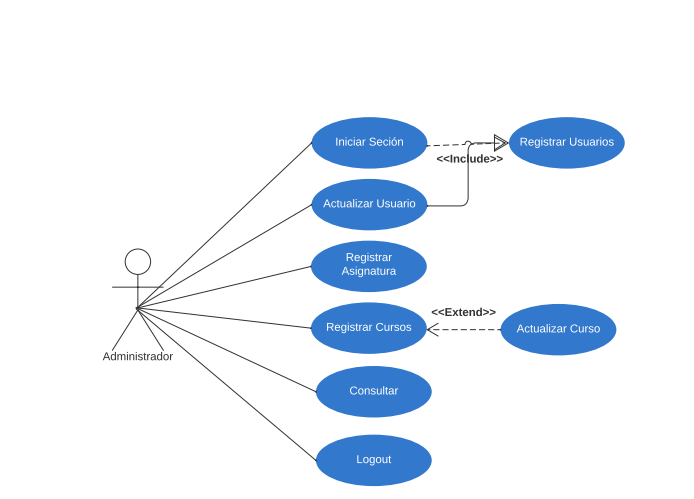 Iniciar Seción
Registrar Usuarios
<<Include>>
Actualizar Usuario
Registrar
Asignatura
<<Extend>>
Registrar Cursos
Actualizar Curso
Administrador
Consultar
Logout